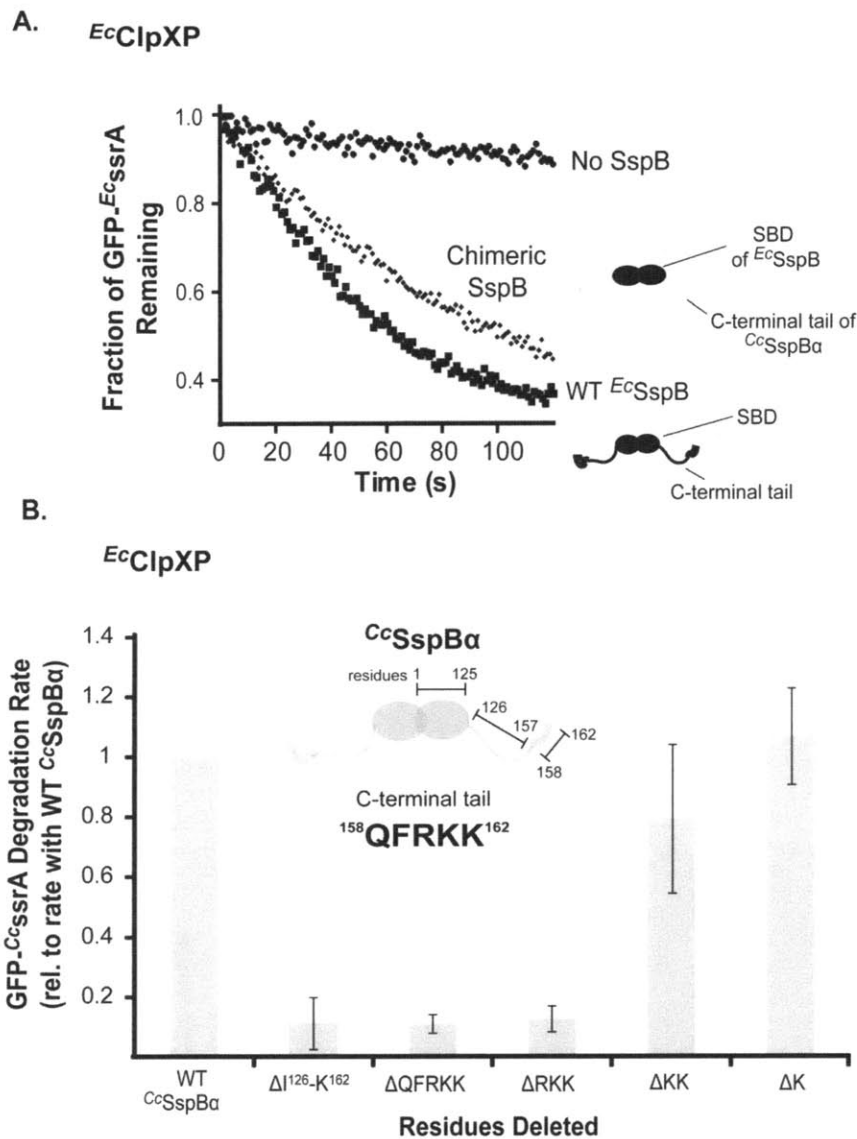 A.
EcClpXP
Fraction of GFP-EcssrA
Remaining
1.0
0.8
0.6
0.4
0 20 40 60 80 100
Time (s)
No SspB
Chimeric
SspB
WT EcSspB
SBD
of EcSspB
C-terminal tail of
CcSspBα
SBD
C-terminal tail
B.
EcClpXP
GFP-CcssrA Degradation Rate
(rel. to rate with WT CcSspBα)
1.4
1.2
1
0.8
0.6
0.4
0.2
CcSspBα
residues 1 125
126
157
162
158
C-terminal tail
158QFRKK162
WT
CcSspBα
ΔI126-K162
ΔQFRKK
ΔRKK
ΔKK
ΔK
Residues Deleted